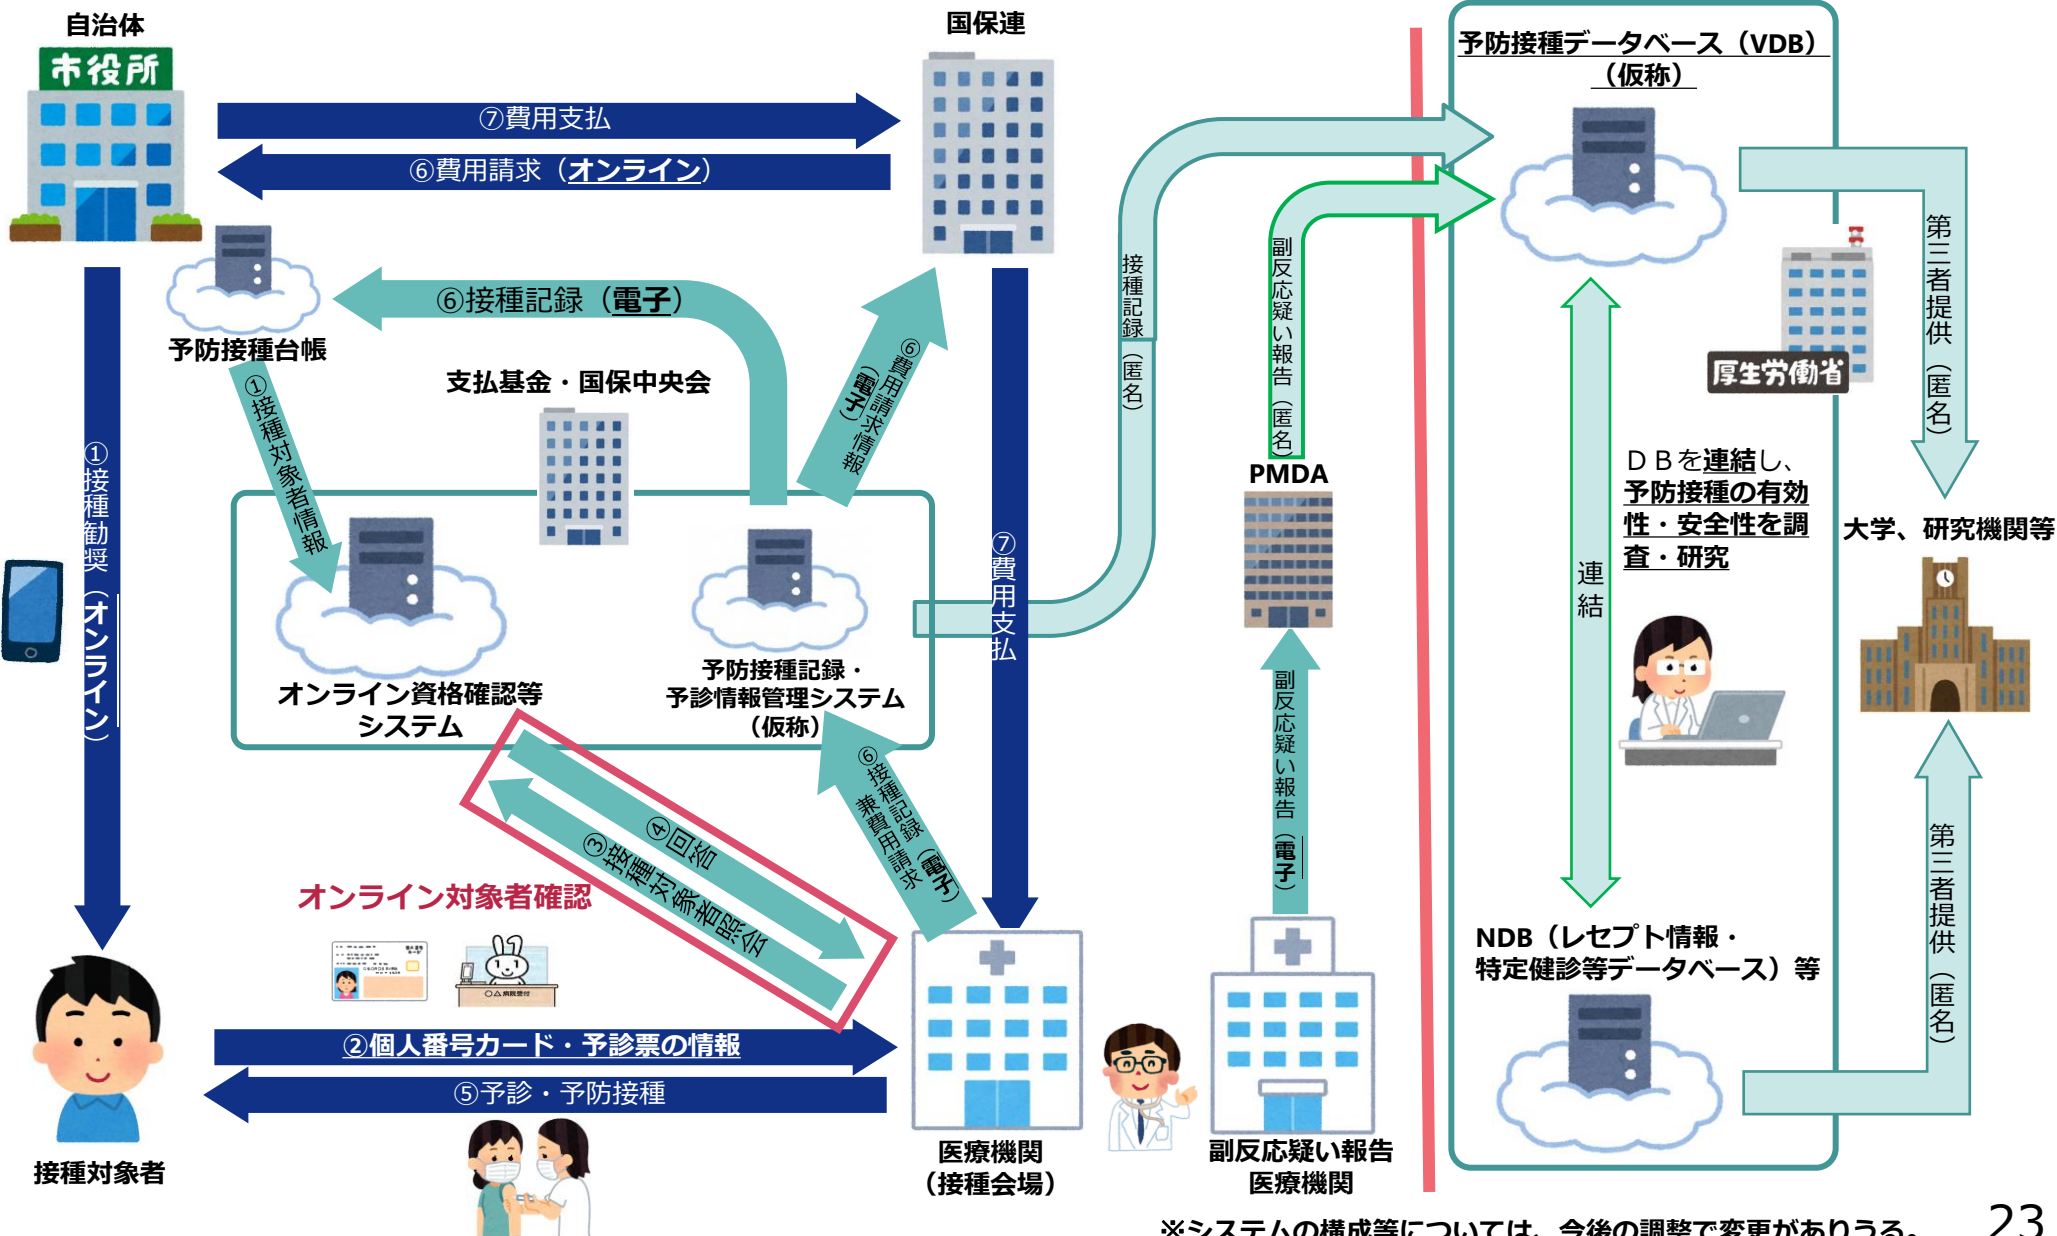 自治体
市役所
国保連
⑦費用支払
⑥費用請求（オンライン）
予防接種データベース（VDB）
（仮称）
⑥接種記録（電子）
予防接種台帳
①接種対象者情報
支払基金・国保中央会
⑥費用請求情報
（電子）
①接種勧奨（オンライン）
⑦費用支払
接種記録（匿名）
副反応疑い報告（匿名）
PMDA
厚生労働省
第三者提供（匿名）
ＤＢを連結し、
予防接種の有効
性・安全性を調
査・研究
連結
大学、研究機関等
オンライン資格確認等
システム
予防接種記録・
予診情報管理システム
（仮称）
④回答
③接種対象者照会
⑥接種記録（電子）
兼費用請求
副反応疑い報告（電子）
オンライン対象者確認
○△病院受付
NDB（レセプト情報・
特定健診等データベース）等
第三者提供（匿名）
②個人番号カード・予診票の情報
⑤予診・予防接種
接種対象者
医療機関
（接種会場）
副反応疑い報告
医療機関
※システムの構成等については、今後の調整で変更がありうる。
23